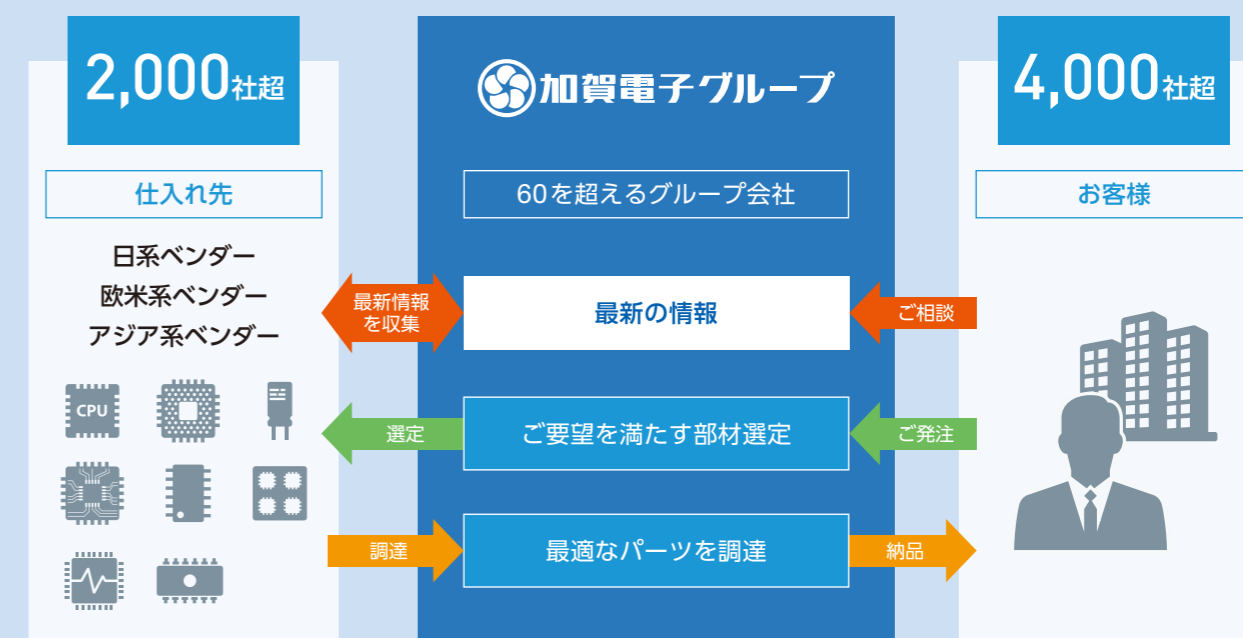 2,000社超
加賀電子グループ
4,000社超
仕入れ先
60を超えるグループ会社
お客様
日系ベンダー
欧米系ベンダー
アジア系ベンダー
最新情報
を収集
最新の情報
ご相談
CPU
選定
ご要望を満たす部材選定
ご発注
調達
最適なパーツを調達
納品